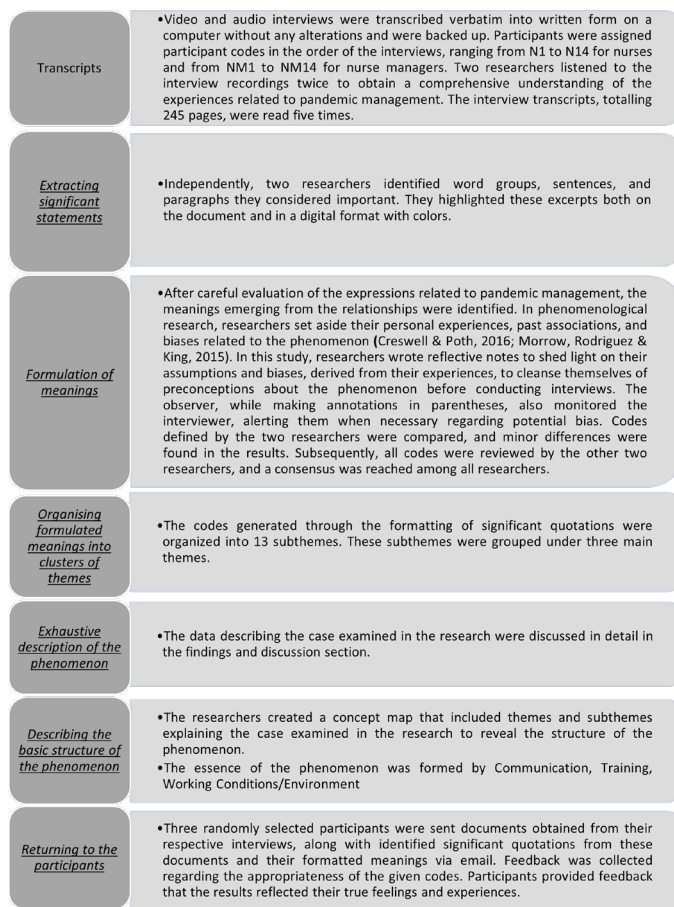 Transcripts
•Video and audio interviews were transcribed verbatim into written form on a
computer without any alterations and were backed up. Participants were assigned
participant codes in the order of the interviews, ranging from N1 to N14 for nurses
and from NM1 to NM14 for nurse managers. Two researchers listened to the
interview recordings twice to obtain a comprehensive understanding of the
experiences related to pandemic management. The interview transcripts, totalling
245 pages, were read five times.
Extracting
significant
statements
•Independently, two researchers identified word groups, sentences, and
paragraphs they considered important. They highlighted these excerpts both on
the document and in a digital format with colors.
Formulation of
meanings
•After careful evaluation of the expressions related to pandemic management, the
meanings emerging from the relationships were identified. In phenomenological
research, researchers set aside their personal experiences, past associations, and
biases related to the phenomenon (Creswell & Poth, 2016; Morrow, Rodriguez &
King, 2015). In this study, researchers wrote reflective notes to shed light on their
assumptions and biases, derived from their experiences, to cleanse themselves of
preconceptions about the phenomenon before conducting interviews. The
observer, while making annotations in parentheses, also monitored the
interviewer, alerting them when necessary regarding potential bias. Codes
defined by the two researchers were compared, and minor differences were
found in the results. Subsequently, all codes were reviewed by the other two
researchers, and a consensus was reached among all researchers.
Organising
formulated
meanings into
clusters of
themes
•The codes generated through the formatting of significant quotations were
organized into 13 subthemes. These subthemes were grouped under three main
themes.
Exhaustive
description of the
phenomenon
•The data describing the case examined in the research were discussed in detail in
the findings and discussion section.
Describing the
basic structure of
the phenomenon
•The researchers created a concept map that included themes and subthemes
explaining the case examined in the research to reveal the structure of the
phenomenon.
•The essence of the phenomenon was formed by Communication, Training,
Working Conditions/Environment
Returning to the
participants
•Three randomly selected participants were sent documents obtained from their
respective interviews, along with identified significant quotations from these
documents and their formatted meanings via email. Feedback was collected
regarding the appropriateness of the given codes. Participants provided feedback
that the results reflected their true feelings and experiences.